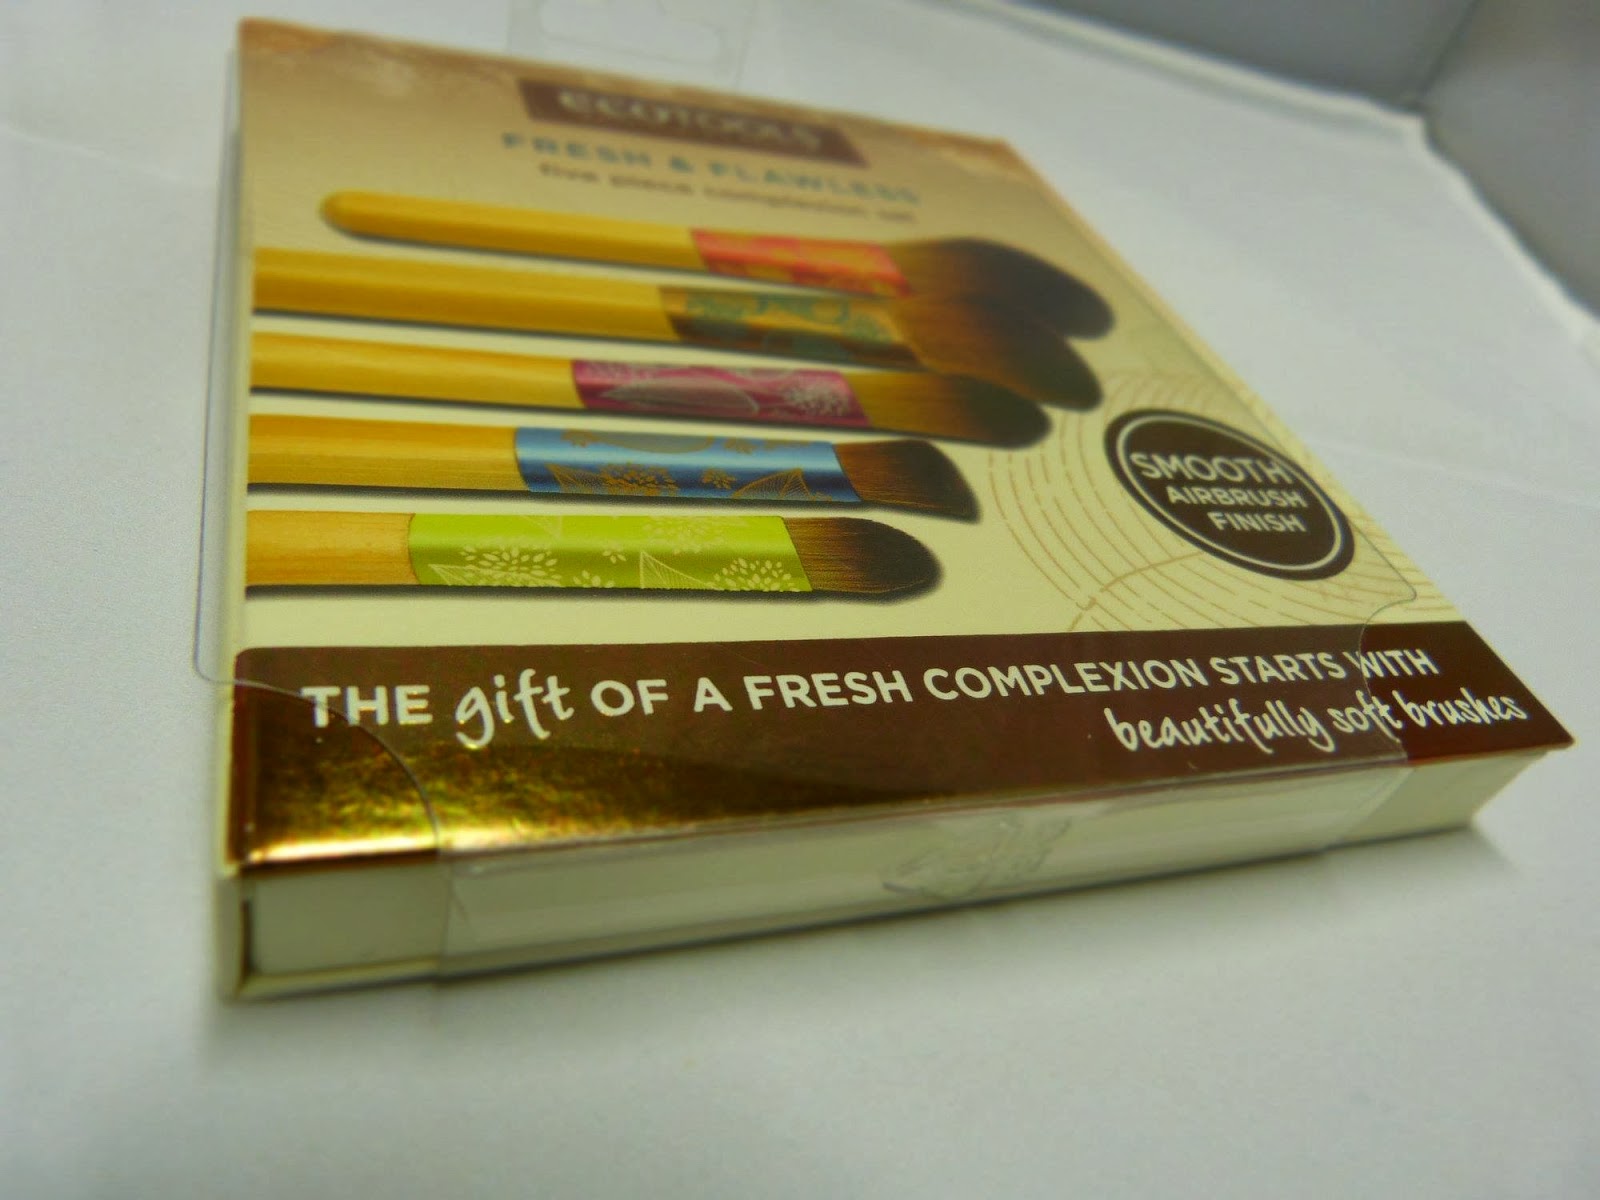 ECOTOOLS
FRESH & FLAWLESS
five piece complexion set
SMOOTH
AIRBRUSH
FINISH
THE gift OF A FRESH COMPLEXION STARTS WITH
beautifully soft brushes